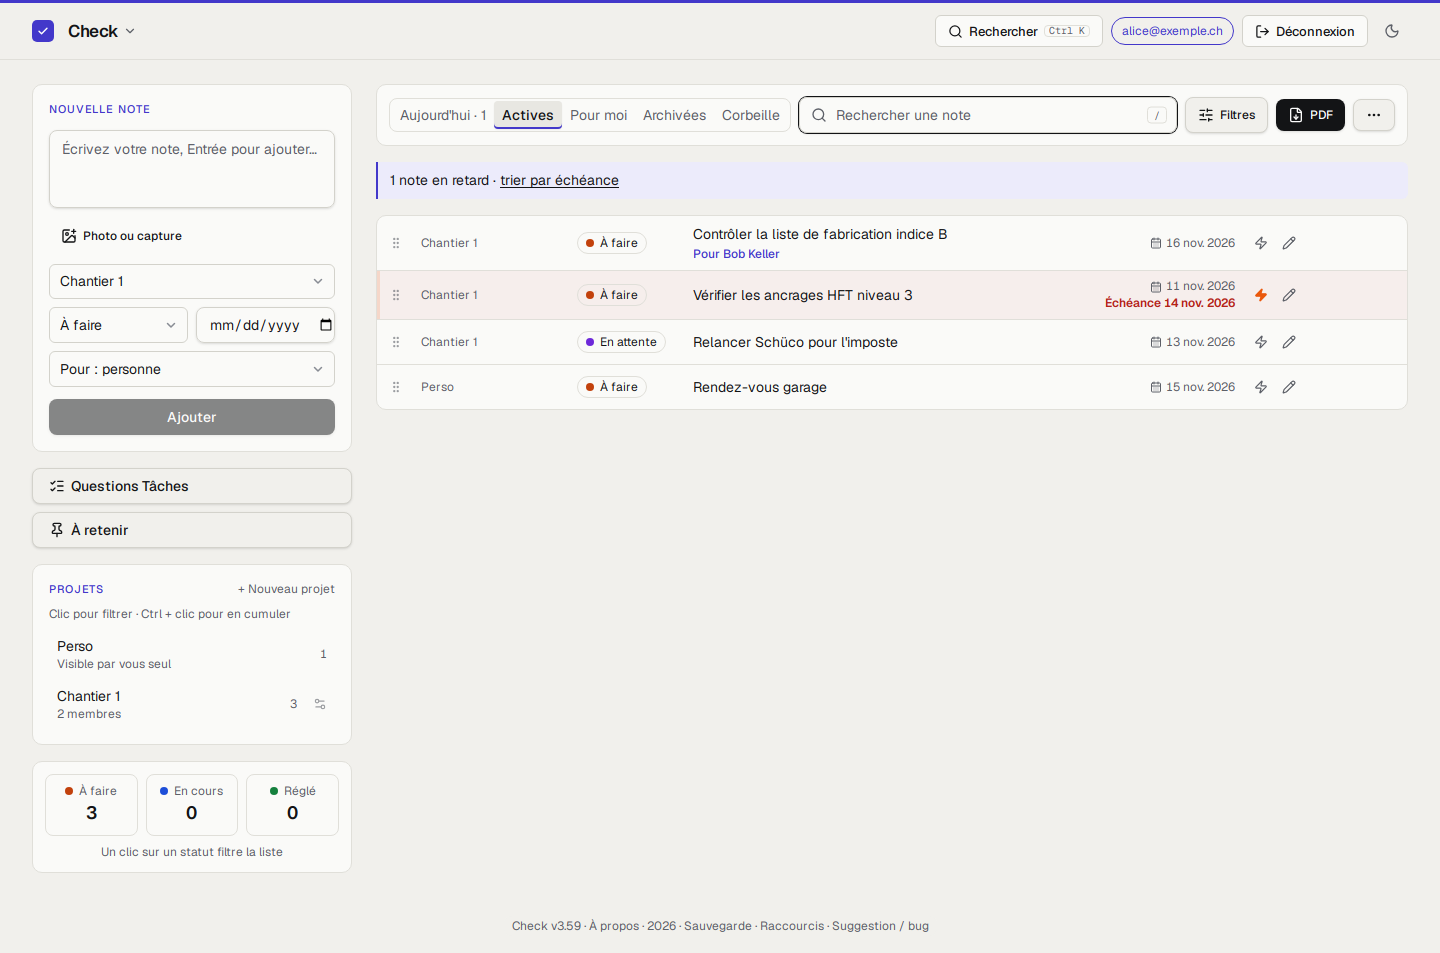 Check
Rechercher Ctrl K
alice@exemple.ch
Déconnexion
NOUVELLE NOTE
Écrivez votre note, Entrée pour ajouter...
Photo ou capture
Chantier 1
À faire
mm/dd/yyyy
Pour : personne
Ajouter
Questions Tâches
À retenir
PROJETS
+ Nouveau projet
Clic pour filtrer · Ctrl + clic pour en cumuler
Perso
Visible par vous seul
1
Chantier 1
2 membres
3
À faire
3
En cours
0
Réglé
0
Un clic sur un statut filtre la liste
Aujourd'hui · 1
Actives
Pour moi
Archivées
Corbeille
Rechercher une note
/
Filtres
PDF
1 note en retard · trier par échéance
Chantier 1
À faire
Contrôler la liste de fabrication indice B
Pour Bob Keller
16 nov. 2026
Chantier 1
À faire
Vérifier les ancrages HFT niveau 3
11 nov. 2026
Échéance 14 nov. 2026
Chantier 1
En attente
Relancer Schüco pour l'imposte
13 nov. 2026
Perso
À faire
Rendez-vous garage
15 nov. 2026
Check v3.59 · À propos · 2026 · Sauvegarde · Raccourcis · Suggestion / bug